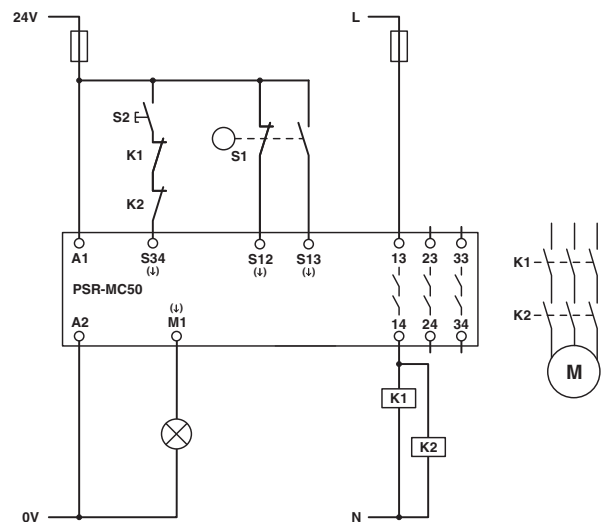 24V
L
S2
K1
S1
K2
A1
S34
(↓)
S12
(↓)
S13
(↓)
13
23
33
PSR-MC50
(↓)
A2
M1
14
24
34
K1
K2
K1
K2
M
0V
N